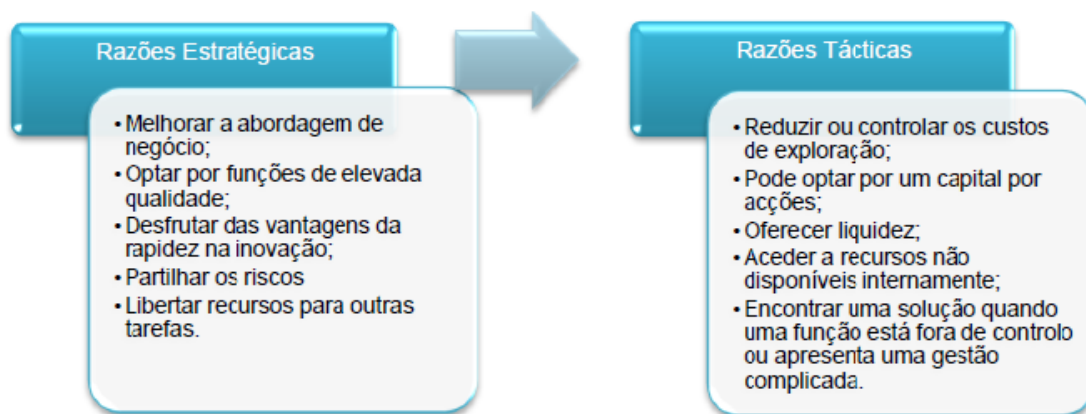 Razões Estratégicas
• Melhorar a abordagem de
negócio;
• Optar por funções de elevada
qualidade;
• Desfrutar das vantagens da
rapidez na inovação;
• Partilhar os riscos
• Libertar recursos para outras
tarefas.
Razões Tácticas
• Reduzir ou controlar os custos
de exploração;
• Pode optar por um capital por
acções;
• Oferecer liquidez;
• Aceder a recursos não
disponíveis internamente;
• Encontrar uma solução quando
uma função está fora de controlo
ou apresenta uma gestão
complicada.